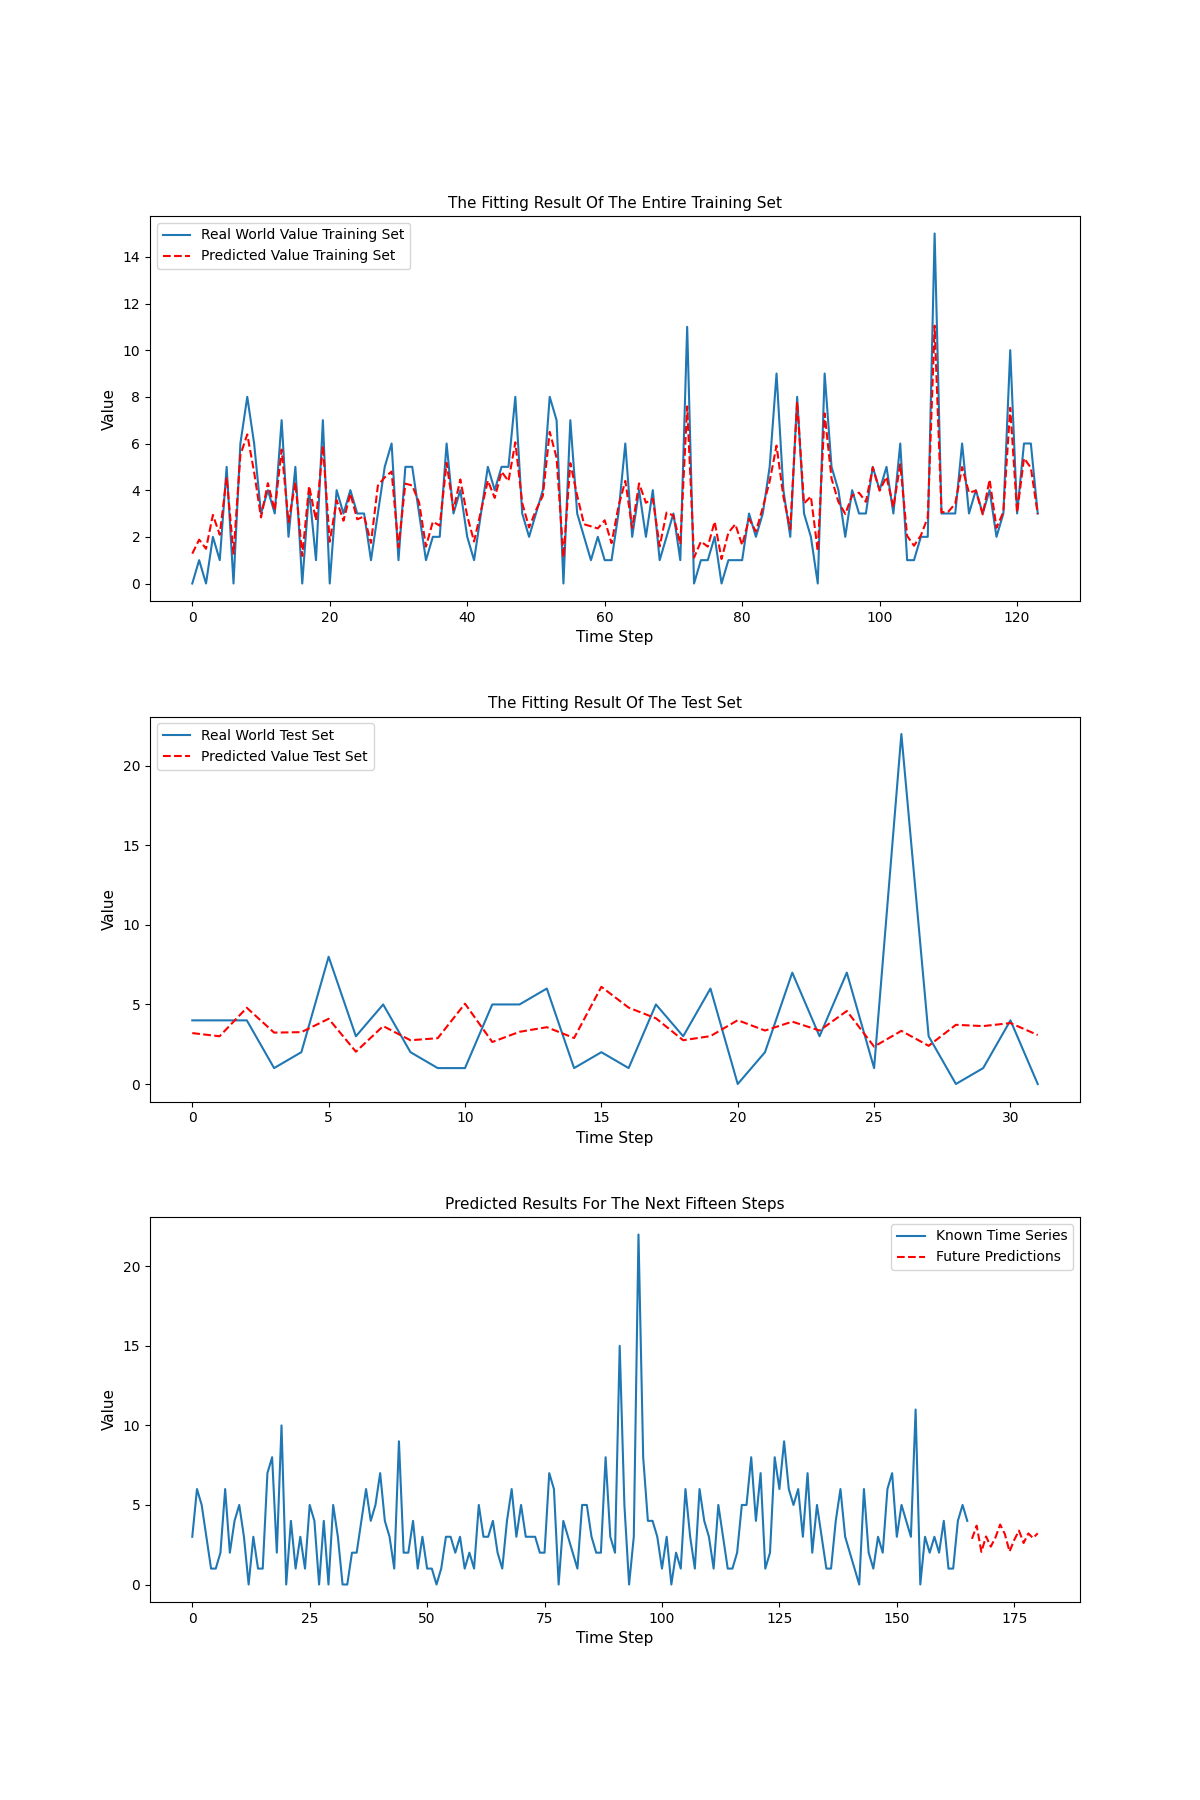 The Fitting Result Of The Entire Training Set
Real World Value Training Set
Predicted Value Training Set
14
12
10
8
6
4
2
0
Value
0 20 40 60 80 100 120
Time Step
The Fitting Result Of The Test Set
Real World Test Set
Predicted Value Test Set
20
15
10
5
0
Value
0 5 10 15 20 25 30
Time Step
Predicted Results For The Next Fifteen Steps
Known Time Series
Future Predictions
20
15
10
5
0
Value
0 25 50 75 100 125 150 175
Time Step